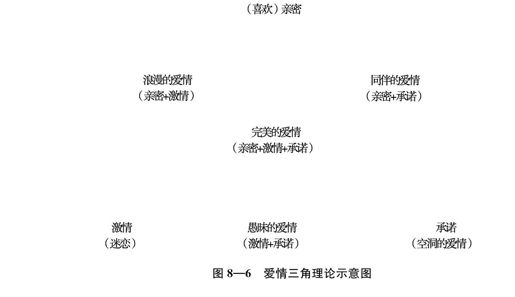 （喜欢）亲密
浪漫的爱情 同伴的爱情
（亲密+激情） （亲密+承诺）
完美的爱情
（亲密+激情+承诺）
激情 愚昧的爱情 承诺
（迷恋） （激情+承诺） （空洞的爱情）
图 8—6 爱情三角理论示意图